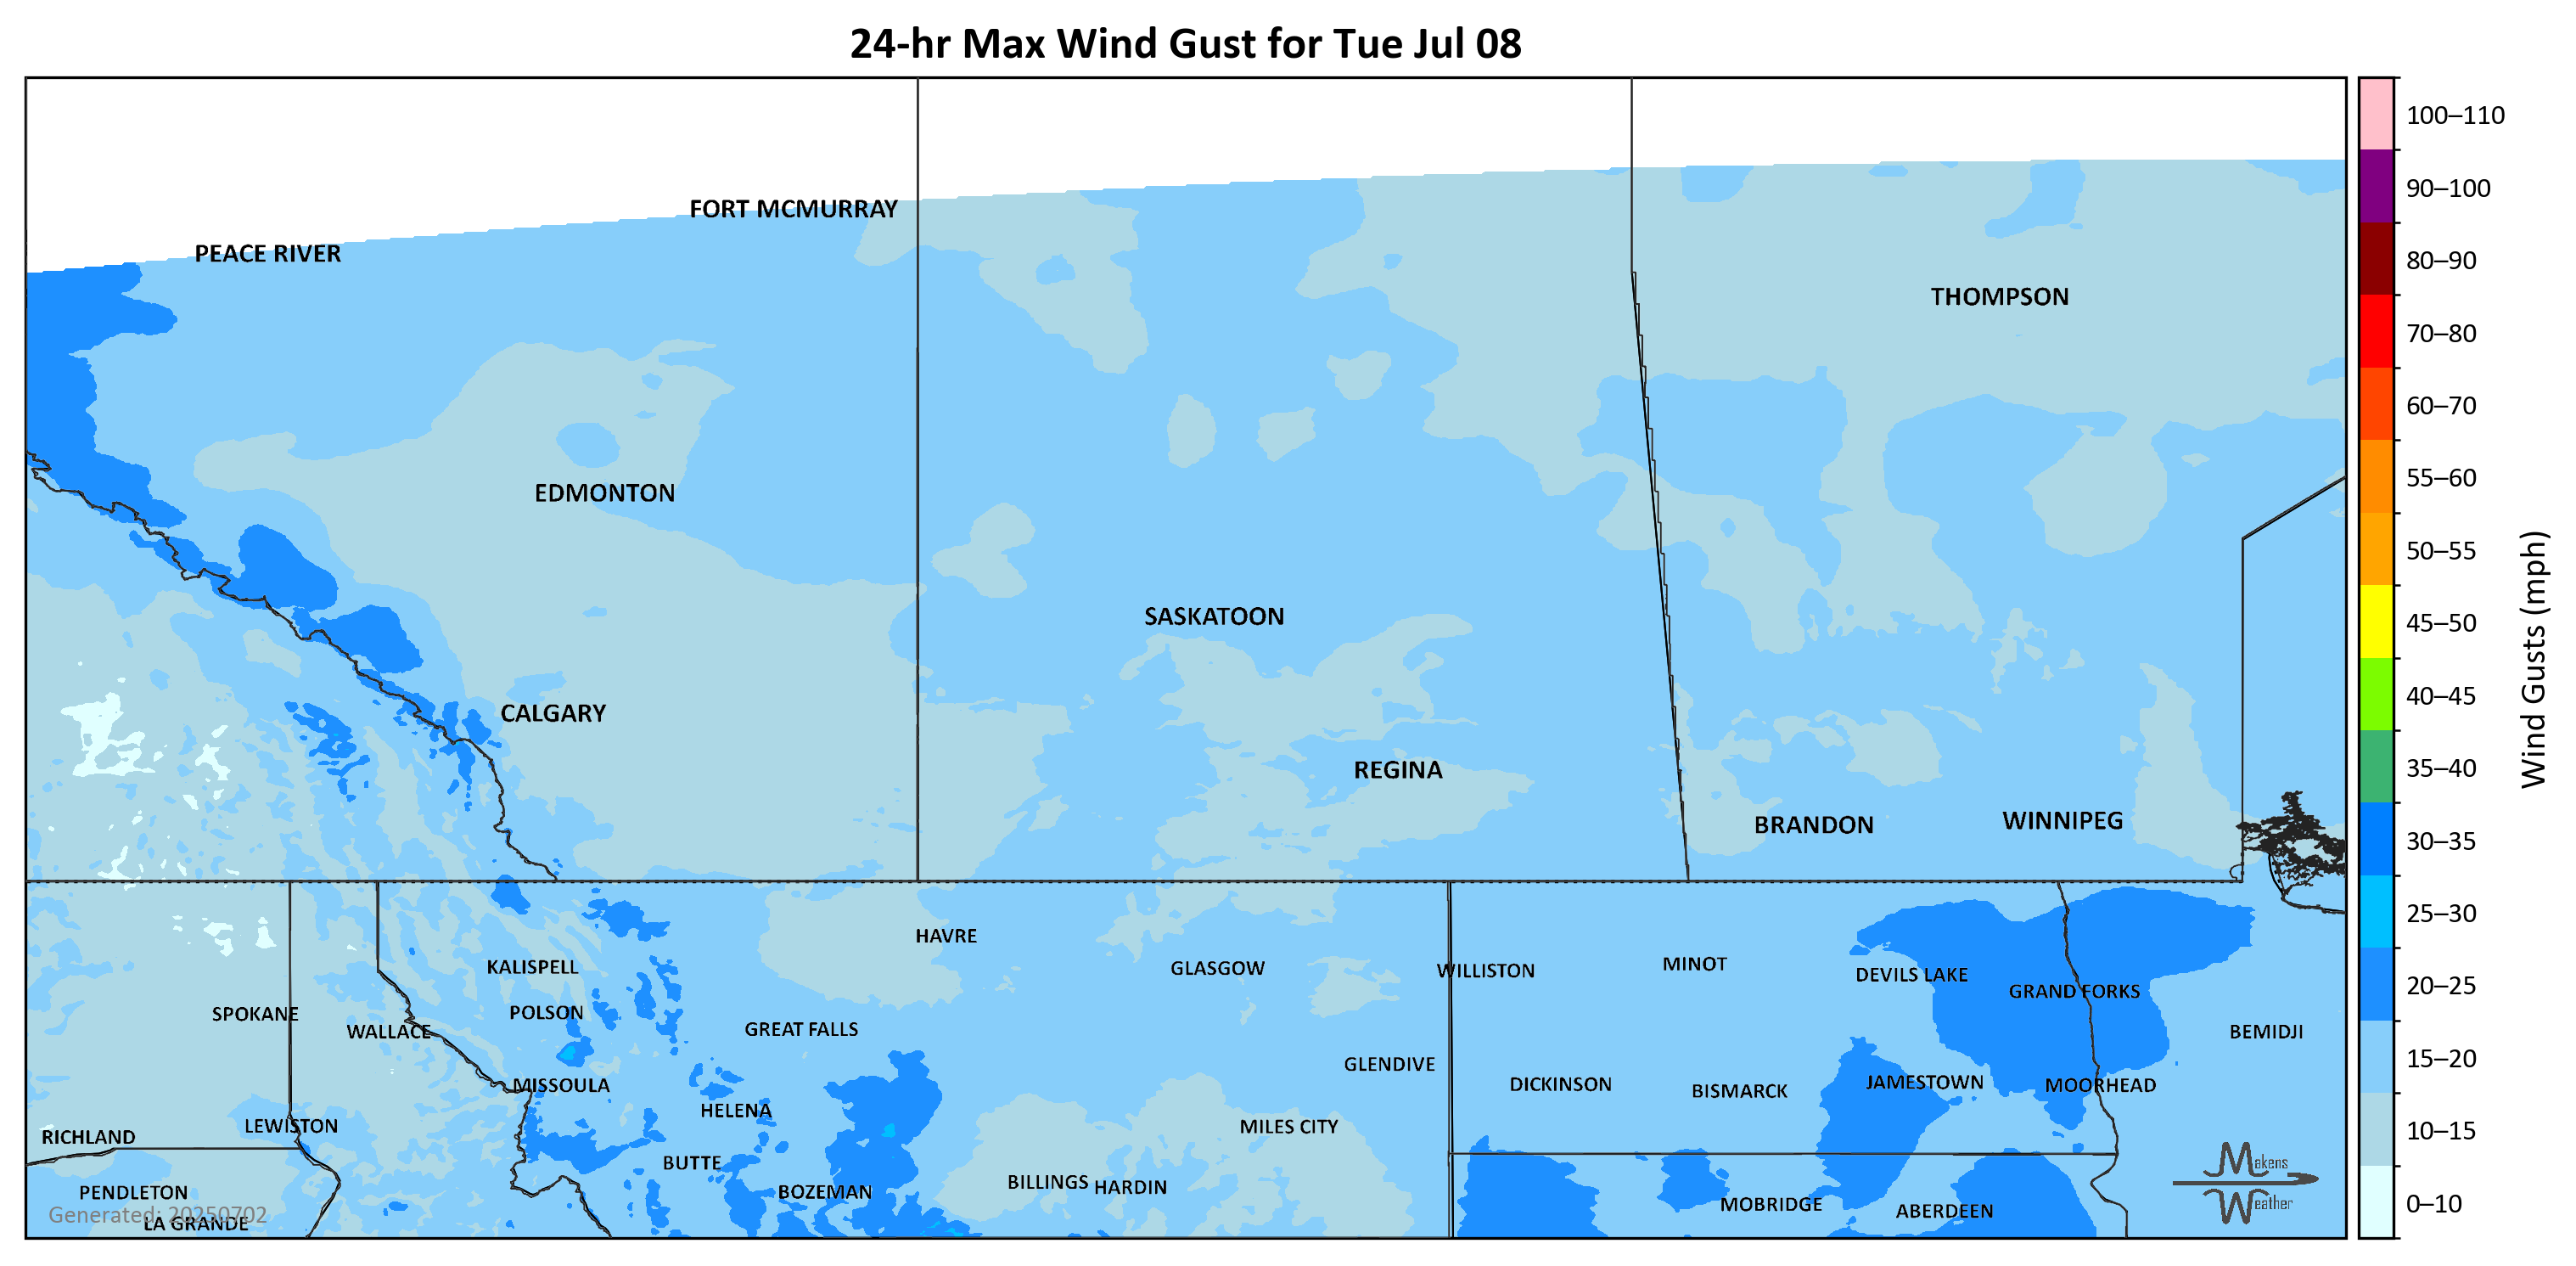 24-hr Max Wind Gust for Tue Jul 08
FORT MCMURRAY
PEACE RIVER
THOMPSON
EDMONTON
SASKATOON
CALGARY
REGINA
BRANDON
WINNIPEG
HAVRE
KALISPELL
GLASGOW
WILLISTON
MINOT
DEVILS LAKE
GRAND FORKS
SPOKANE
POLSON
WALLACE
GREAT FALLS
BEMIDJI
GLENDIVE
MISSOULA
DICKINSON
BISMARCK
JAMESTOWN
MOORHEAD
HELENA
LEWISTON
MILES CITY
RICHLAND
BUTTE
PENDLETON
BOZEMAN
BILLINGS
HARDIN
MOBRIDGE
ABERDEEN
Generated: 20250702
LA GRANDE
Makens
Weather
100–110
90–100
80–90
70–80
60–70
55–60
50–55
45–50
40–45
35–40
30–35
25–30
20–25
15–20
10–15
0–10
Wind Gusts (mph)